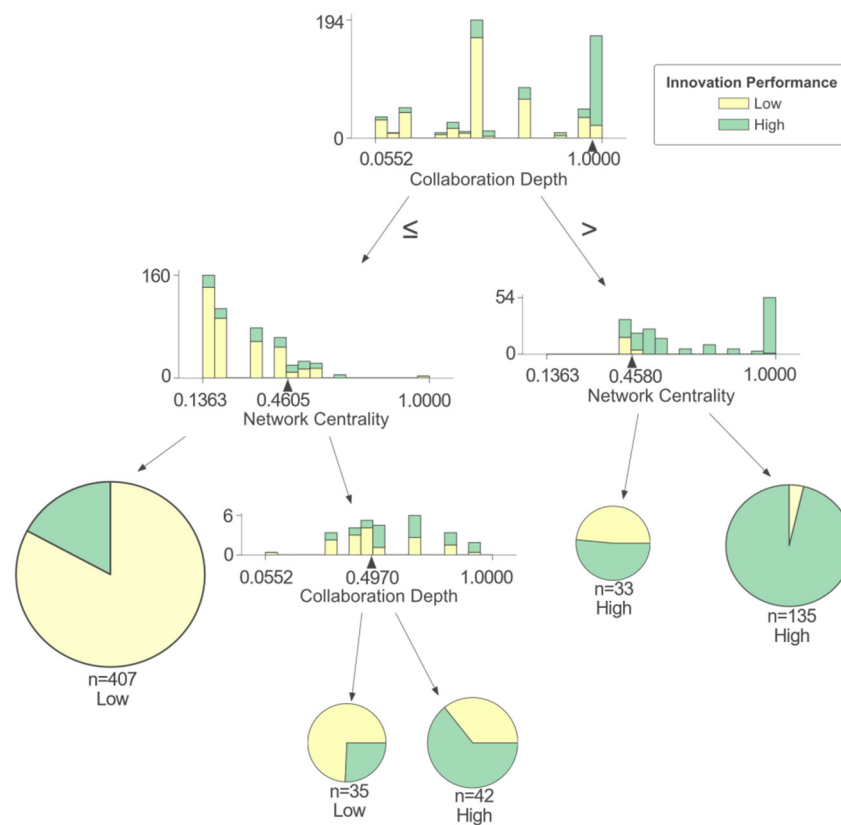 194
0
0.0552
1.0000
Collaboration Depth
Innovation Performance
Low
High
≤
>
160
0
0.1363
0.4605
1.0000
Network Centrality
54
0
0.1363
0.4580
1.0000
Network Centrality
6
0
0.0552
0.4970
1.0000
Collaboration Depth
n=407
Low
n=33
High
n=135
High
n=35
Low
n=42
High